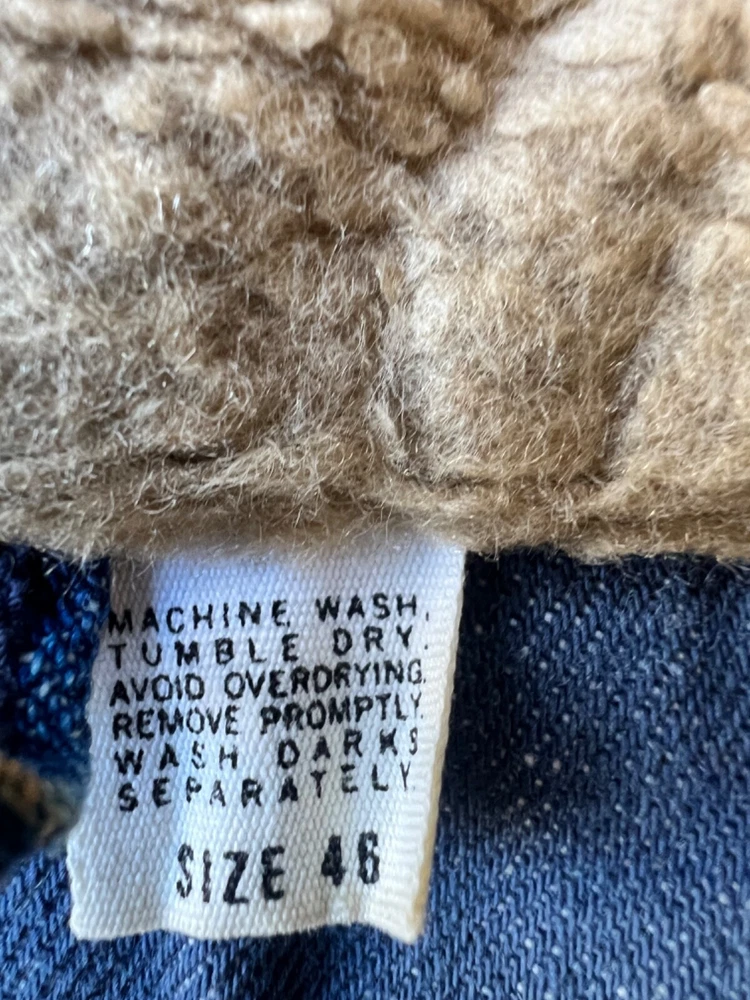 MACHINE WASH.
TUMBLE DRY.
AVOID OVERDRYING.
REMOVE PROMPTLY.
WASH DARKS
SEPARATELY
SIZE 46